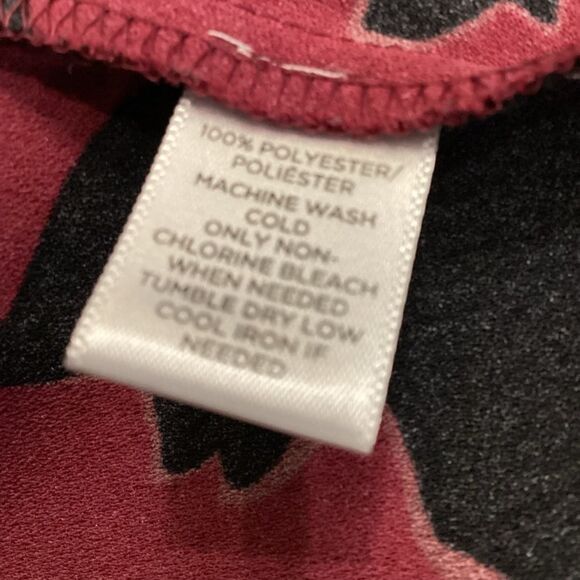 100% POLYESTER/
POLIÉSTER
MACHINE WASH
COLD
ONLY NON-
CHLORINE BLEACH
WHEN NEEDED
TUMBLE DRY LOW
COOL IRON IF
NEEDED